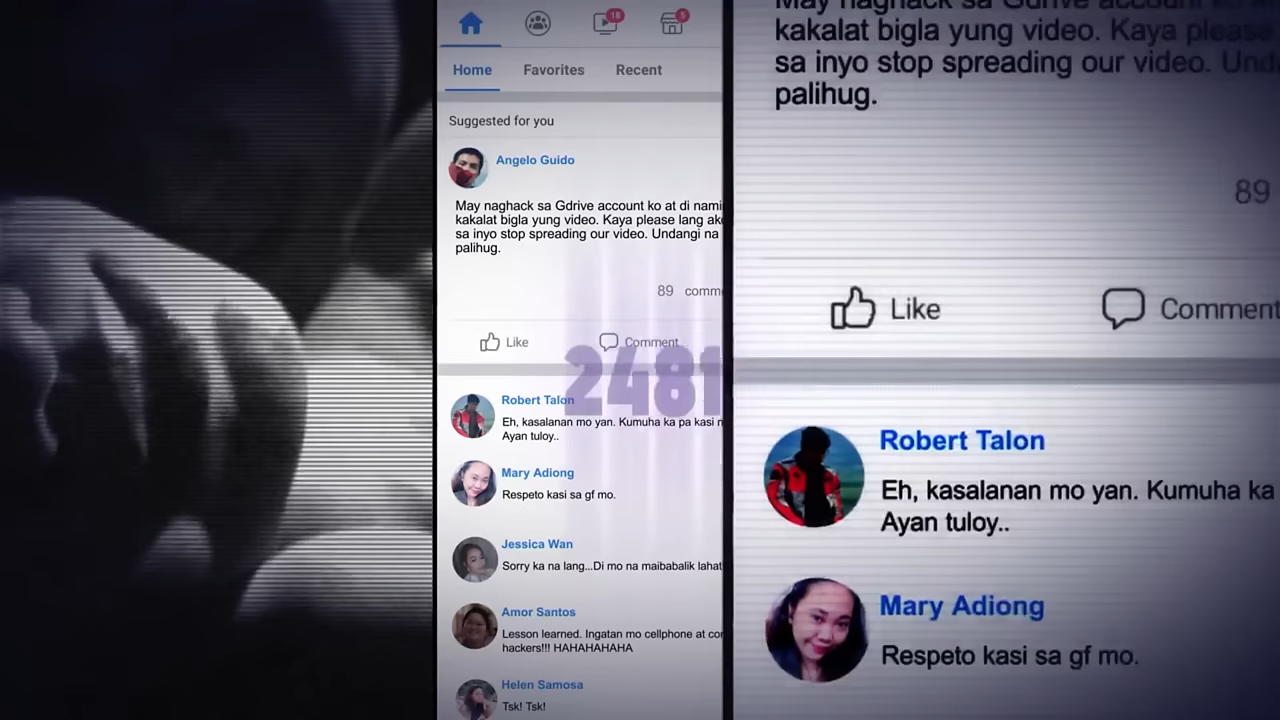 18
5
Home
Favorites
Recent
Suggested for you
Angelo Guido
May naghack sa Gdrive account ko at di nami
kakalat bigla yung video. Kaya please lang ak
sa inyo stop spreading our video. Undangi na
palihug.
89 comm
Like
Comment
2481
Robert Talon
Eh, kasalanan mo yan. Kumuha ka pa kasi
Ayan tuloy..
Mary Adiong
Respeto kasi sa gf mo.
Jessica Wan
Sorry ka na lang...Di mo na maibabalik lahat
Amor Santos
Lesson learned. Ingatan mo cellphone at co
hackers!!! HAHAHAHAHA
Helen Samosa
Tsk! Tsk!
May naghack sa Gdrive account ko
kakalat bigla yung video. Kaya please
sa inyo stop spreading our video. Und
palihug.
89
Like
Comment
Robert Talon
Eh, kasalanan mo yan. Kumuha ka
Ayan tuloy..
Mary Adiong
Respeto kasi sa gf mo.